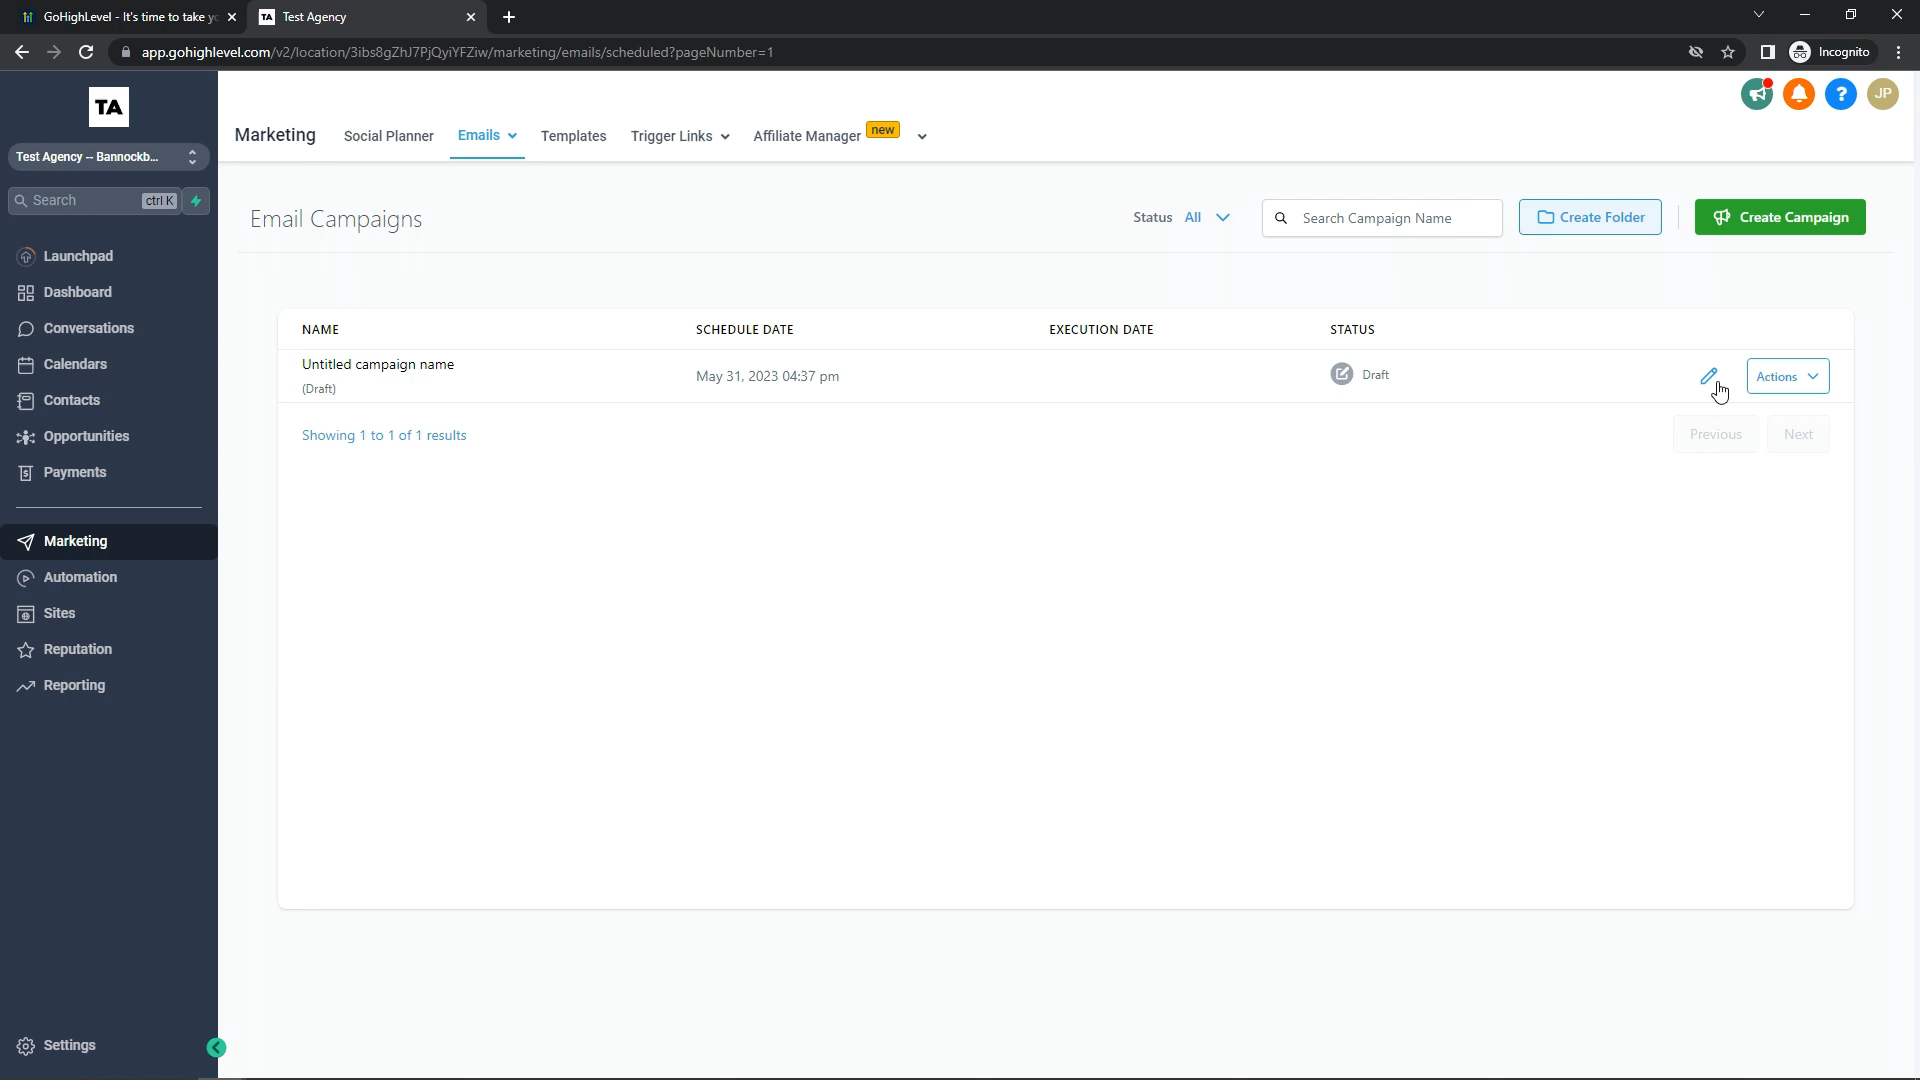 GoHighLevel - It's time to take yo
Test Agency
app.gohighlevel.com/v2/location/3ibs8gZhJ7PjQyiYFZiw/marketing/emails/scheduled?pageNumber=1
Incognito
TA
Test Agency -- Bannockb...
Search
ctrl K
Launchpad
Dashboard
Conversations
Calendars
Contacts
Opportunities
Payments
Marketing
Automation
Sites
Reputation
Reporting
Settings
JP
Marketing
Social Planner
Emails
Templates
Trigger Links
Affiliate Manager
new
Email Campaigns
Status All
Search Campaign Name
Create Folder
Create Campaign
NAME
SCHEDULE DATE
EXECUTION DATE
STATUS
Untitled campaign name
(Draft)
May 31, 2023 04:37 pm
Draft
Actions
Showing 1 to 1 of 1 results
Previous
Next